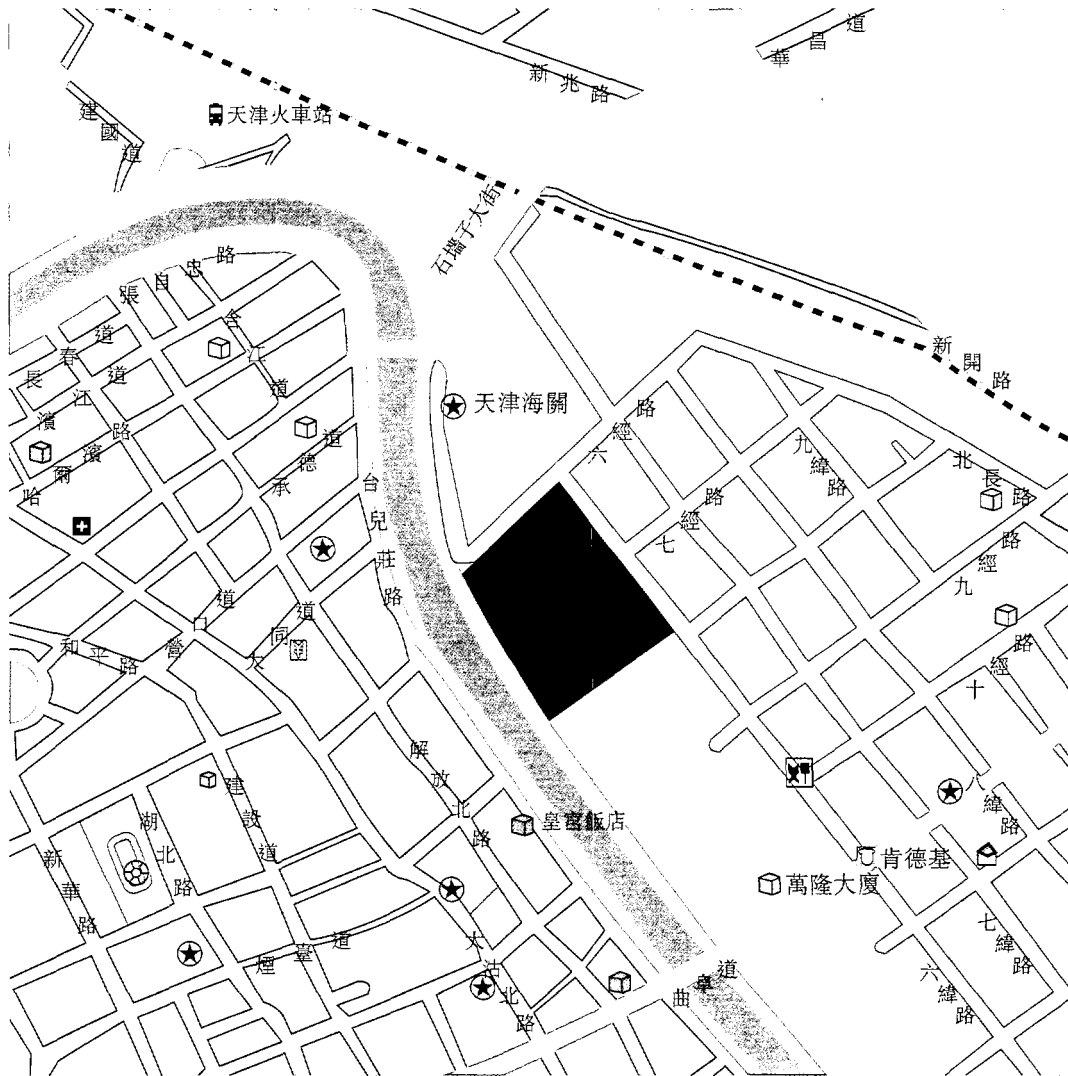 華昌道
新兆路
建國道
天津火車站
石墻子大街
張自忠路
含江道
新開路
長春道
濱江道
哈爾濱路
天津海關
六經路
九緯路
北長路
承德道
七經路
九經路
台兒莊路
營口道
大同道
和平路
十經路
解放北路
八緯路
建設道
湖北路
皇宮飯店
肯德基
萬隆大廈
新華路
七緯路
煙臺道
大沽北路
曲阜道
六緯路